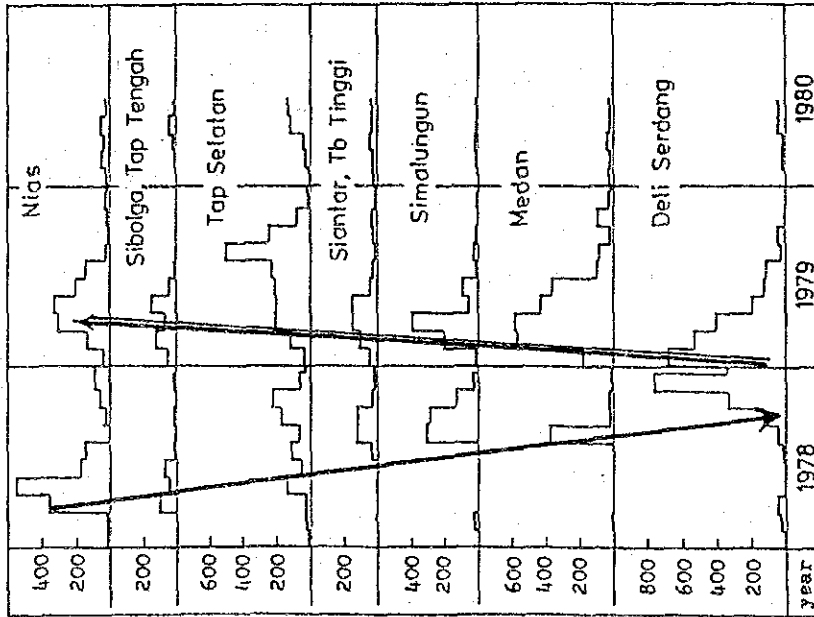 Nias
400
200
Sibolga, Tap Tengah
200
Tap Selatan
600
200
Siantar, Tb Tinggi
200
Simalungun
400
200
Medan
600
400
200
Deli Serdang
800
600
400
200
year 1978 1979 1980